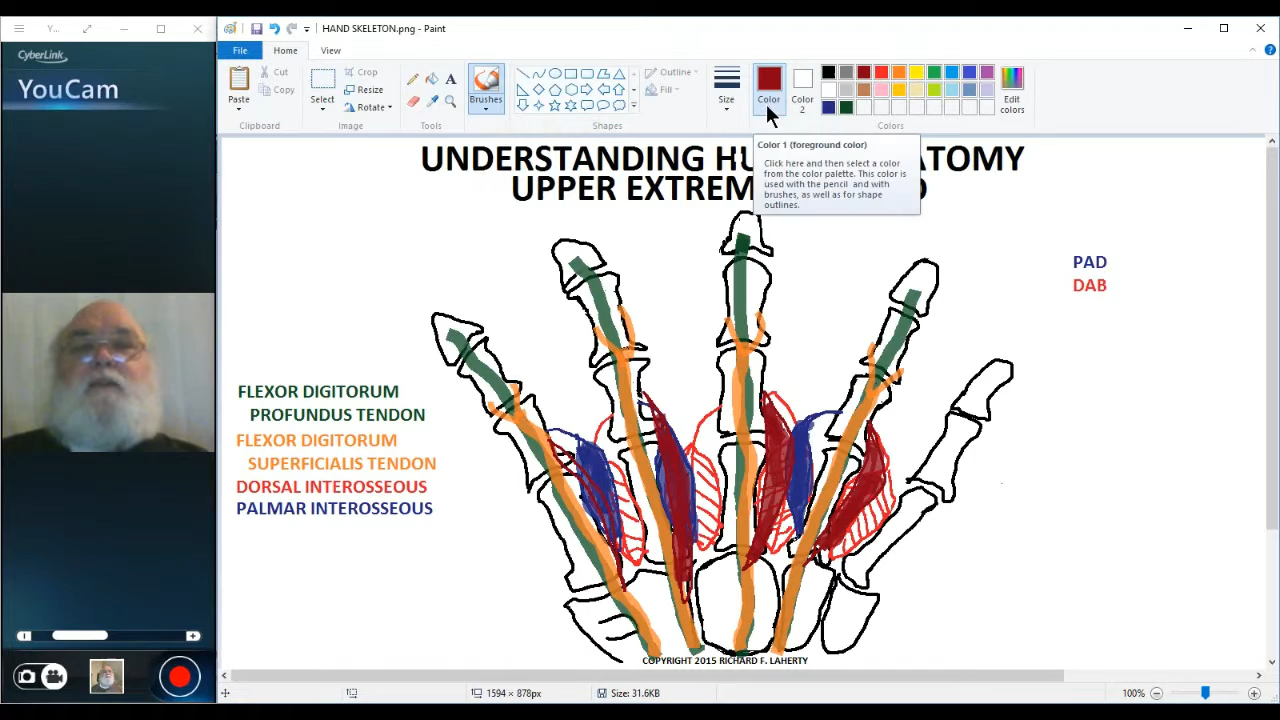 Y...
HAND SKELETON.png - Paint
CyberLink
YouCam
File
Home
View
Paste
Cut
Copy
Clipboard
Select
Crop
Resize
Rotate
Image
A
Tools
Brushes
Shapes
Outline
Fill
Size
Color
1
Color
2
Edit
colors
Colors
Color 1 (foreground color)
Click here and then select a color
from the color palette. This color is
used with the pencil and with
brushes, as well as for shape
outlines.
UNDERSTANDING HU ATOMY
UPPER EXTREM
PAD
DAB
FLEXOR DIGITORUM
PROFUNDUS TENDON
FLEXOR DIGITORUM
SUPERFICIALIS TENDON
DORSAL INTEROSSEOUS
PALMAR INTEROSSEOUS
COPYRIGHT 2015 RICHARD F. LAHERTY
1594 × 878px
Size: 31.6KB
100%